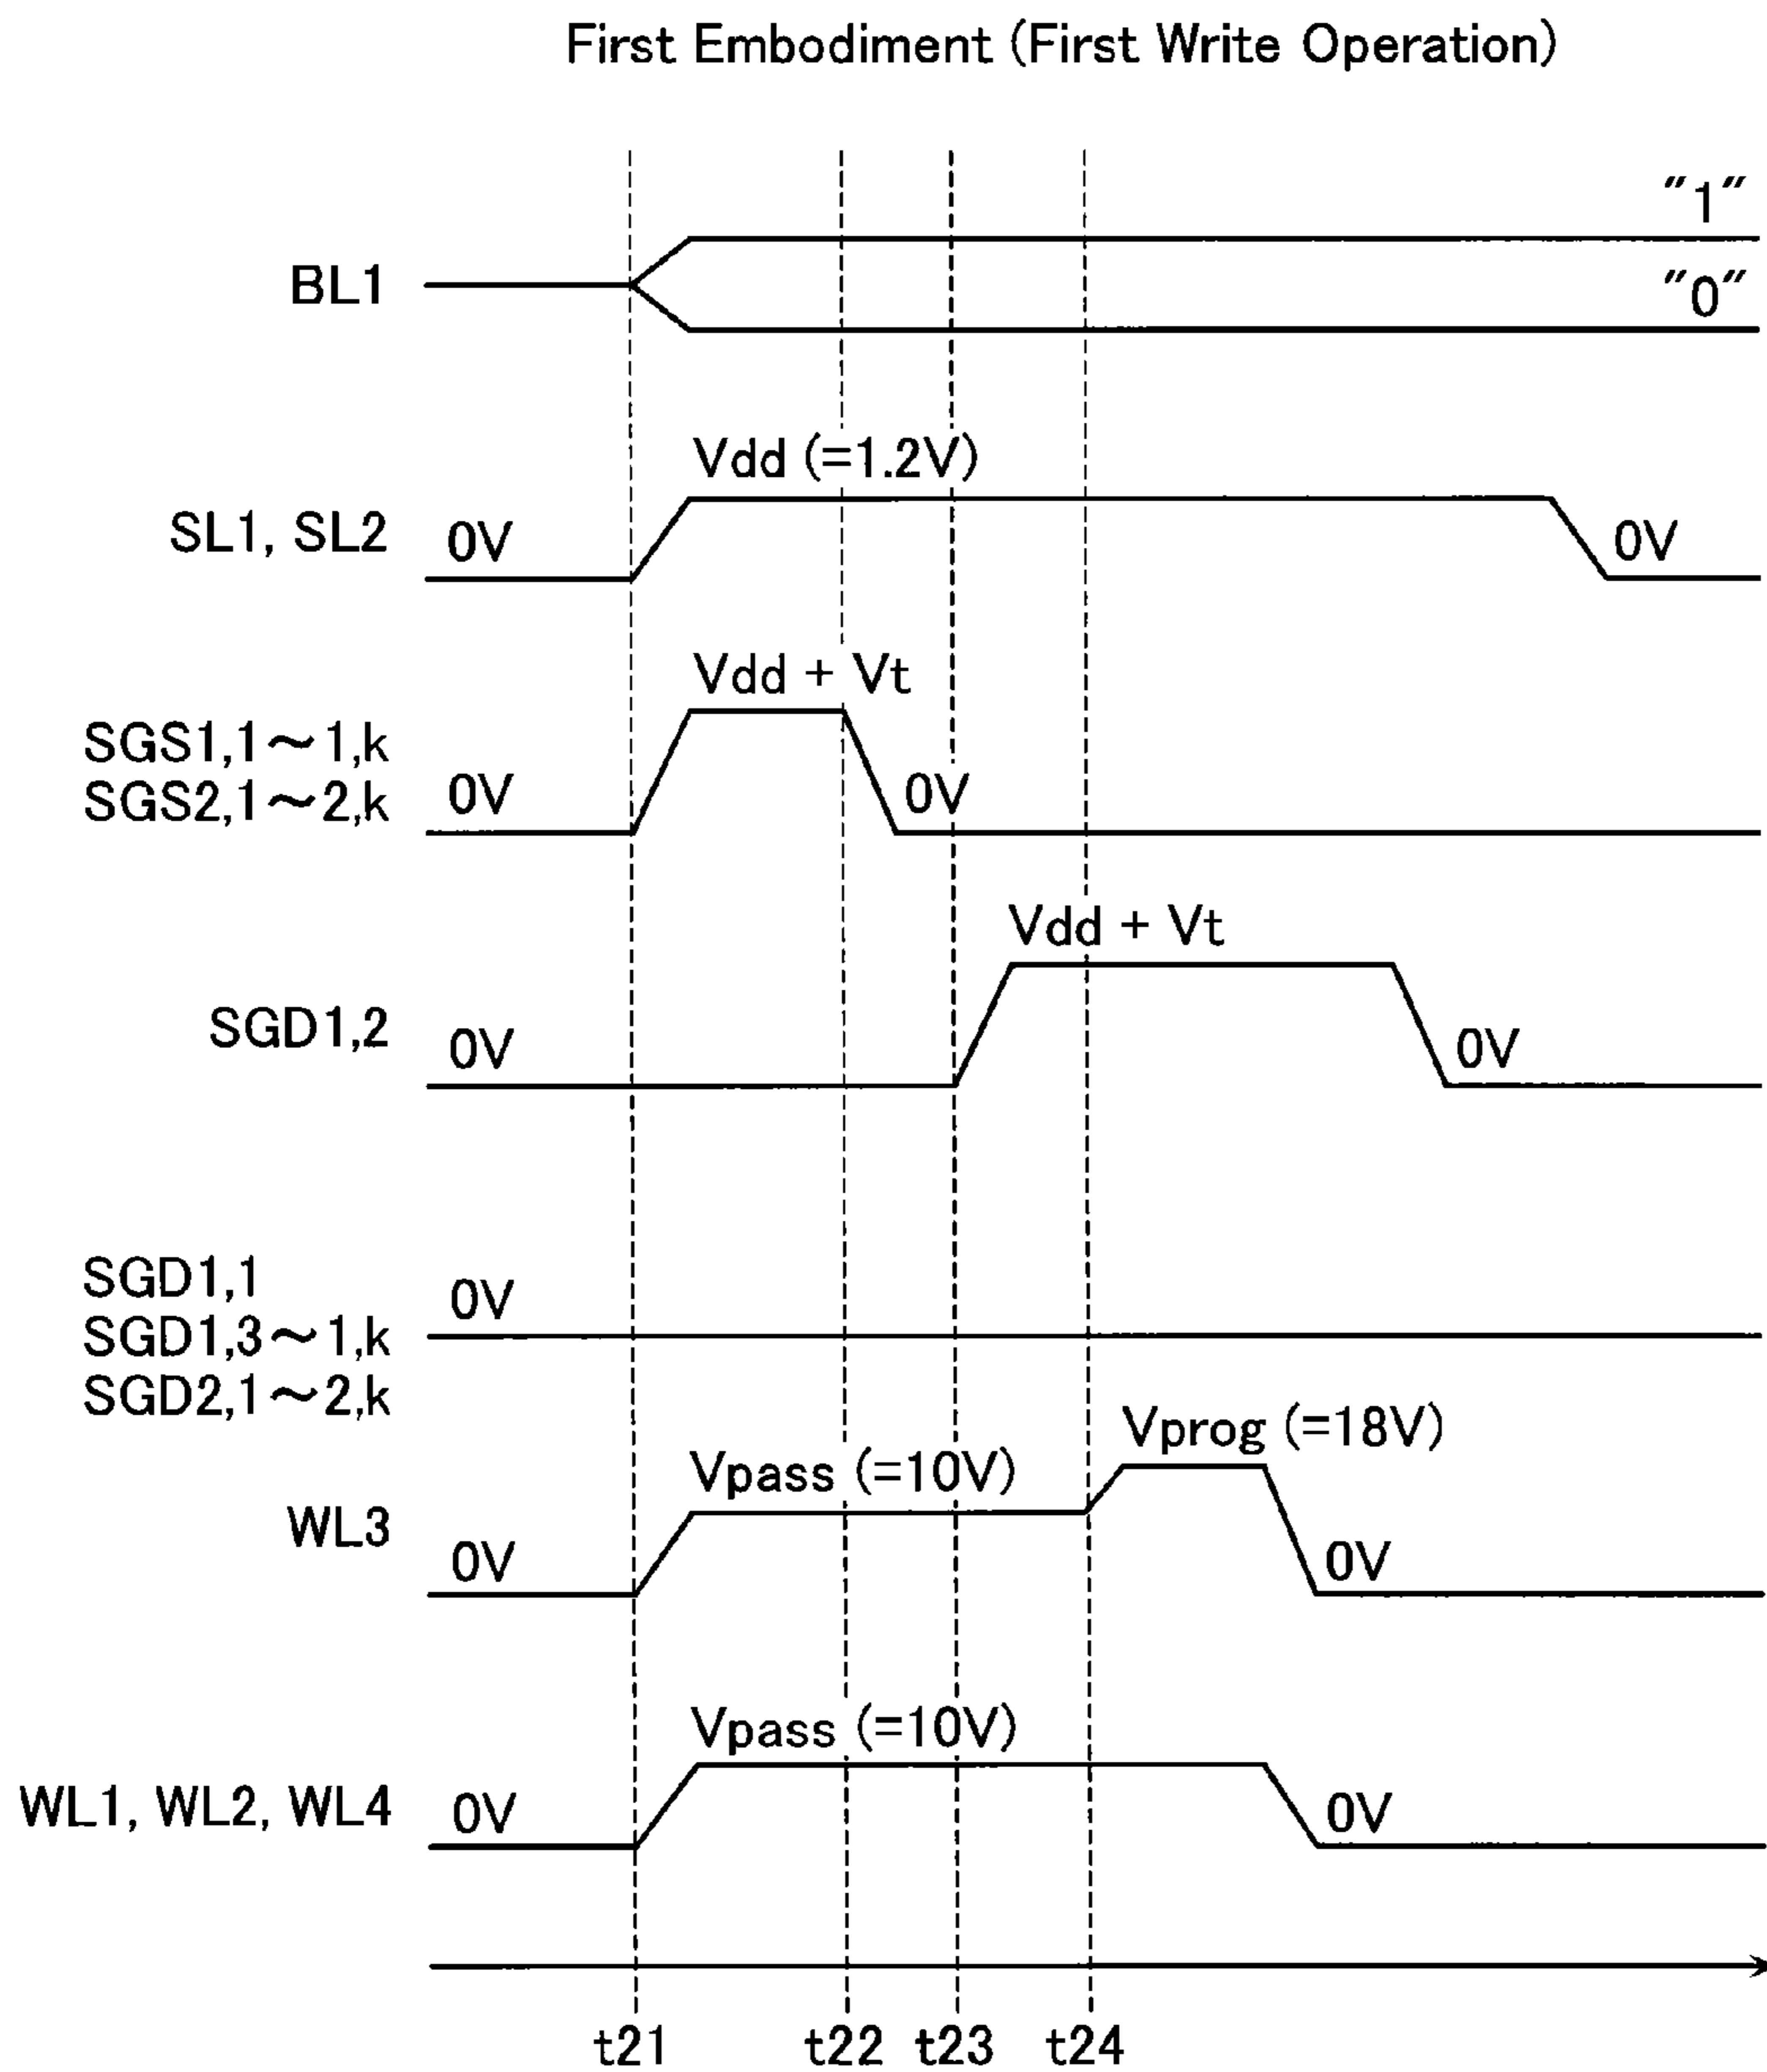 First Embodiment (First Write Operation)
"1"
BL1
"0"
Vdd (=1.2V)
SL1, SL2
0V
0V
Vdd + Vt
SGS1,1～1,k
SGS2,1～2,k
0V
0V
Vdd + Vt
SGD1,2
0V
0V
SGD1,1
SGD1,3～1,k
SGD2,1～2,k
0V
Vprog (=18V)
Vpass (=10V)
WL3
0V
0V
Vpass (=10V)
WL1, WL2, WL4
0V
0V
t21 t22 t23 t24